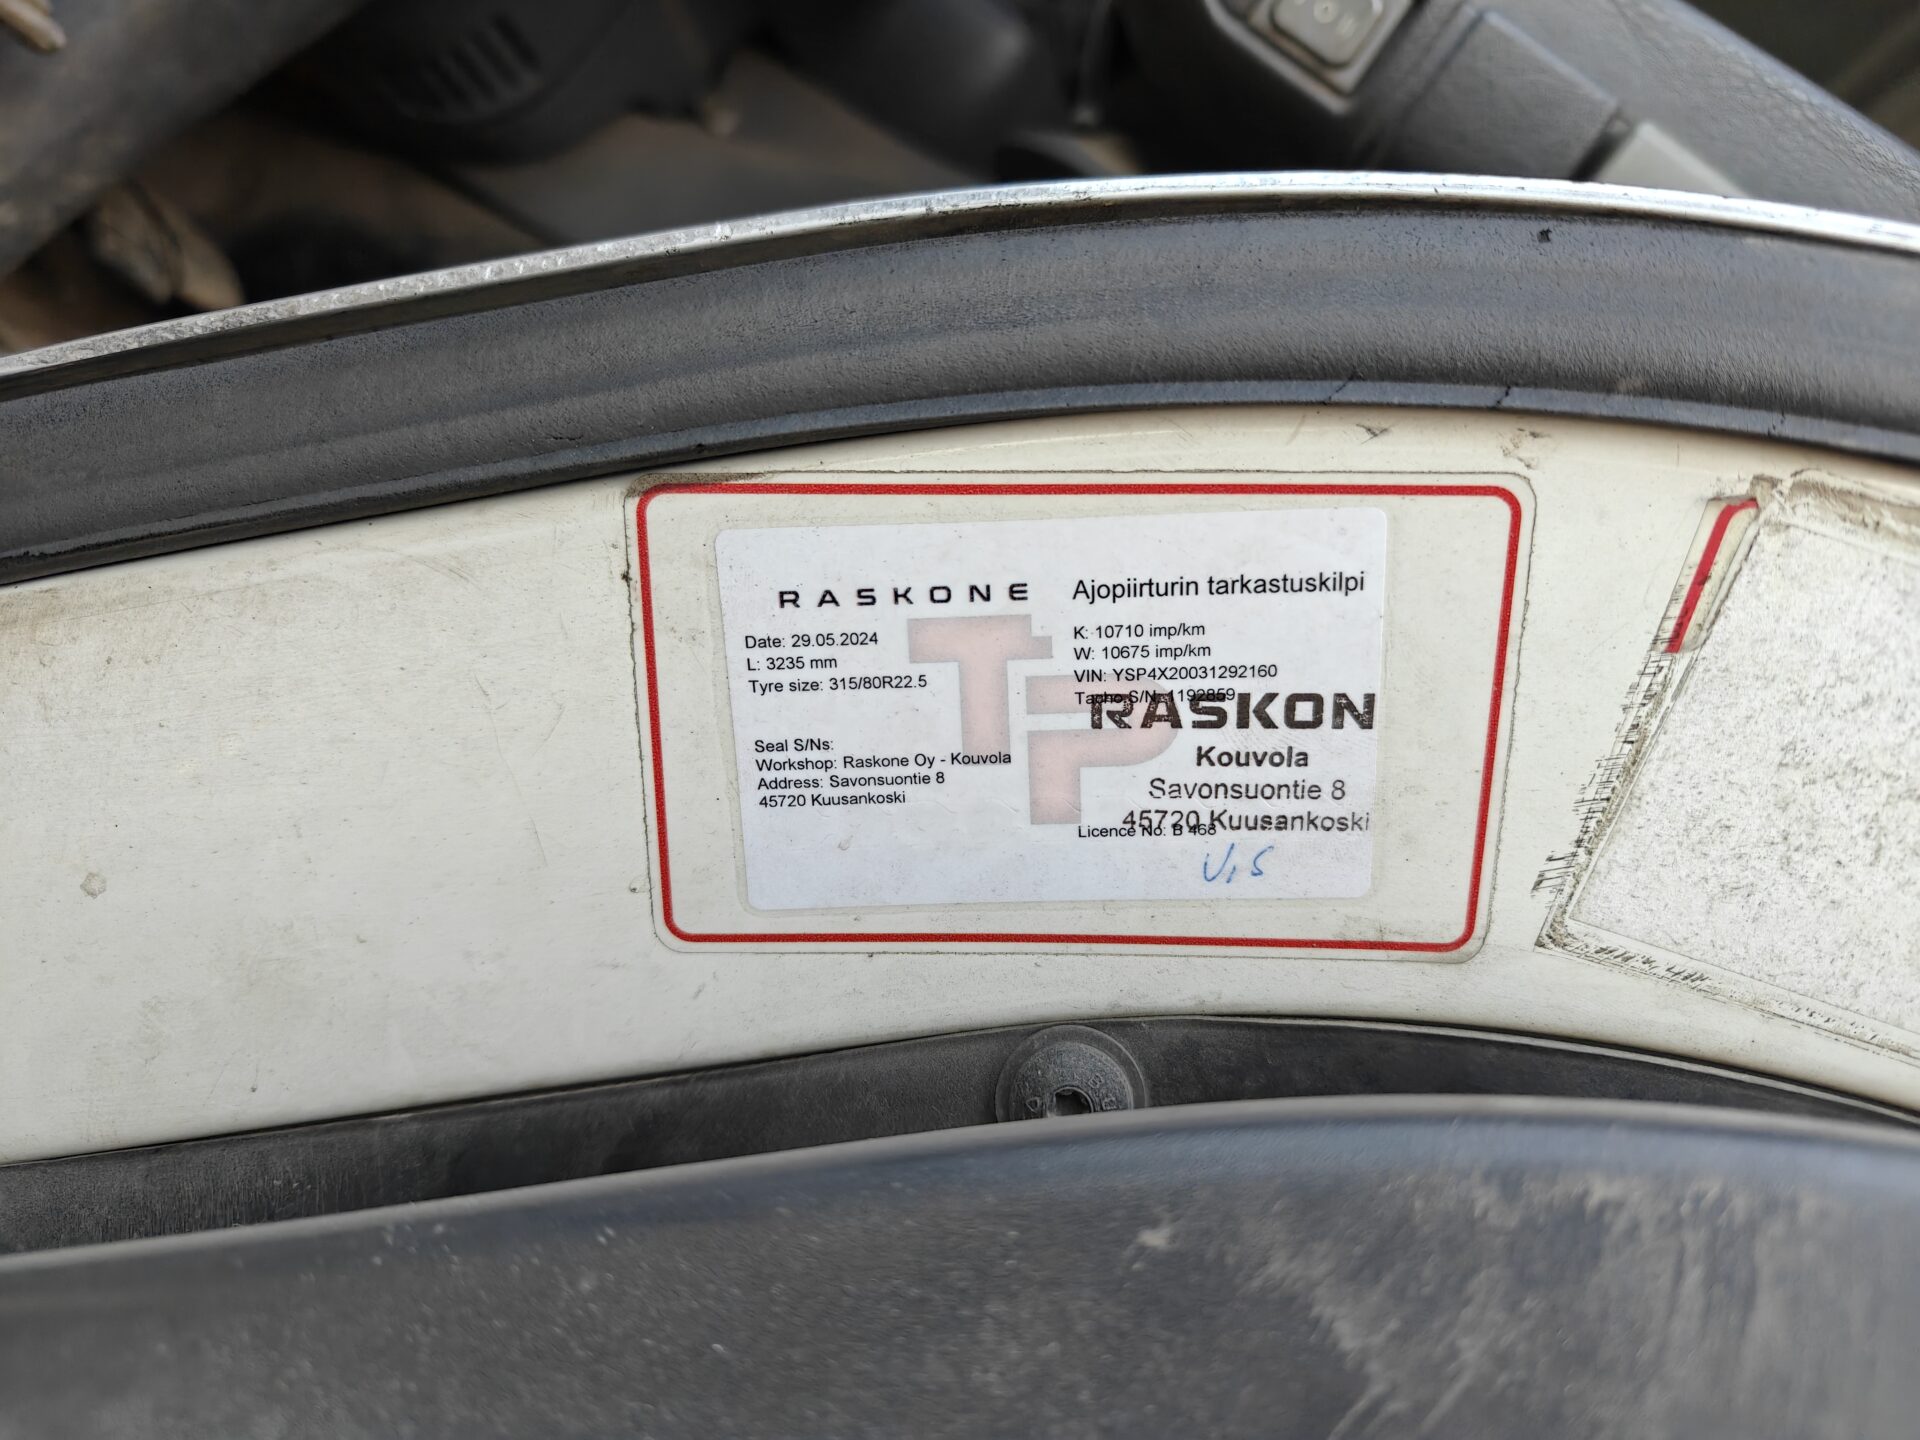 RASKONE
Ajopiirturin tarkastuskilpi
Date: 29.05.2024
L: 3235 mm
Tyre size: 315/80R22.5
K: 10710 imp/km
W: 10675 imp/km
VIN: YSP4X20031292160
Tacho S/N: 1192859
TP
Seal S/Ns:
Workshop: Raskone Oy - Kouvola
Address: Savonsuontie 8
45720 Kuusankoski
Licence No: B 468
RASKON
Kouvola
Savonsuontie 8
45720 Kuusankoski